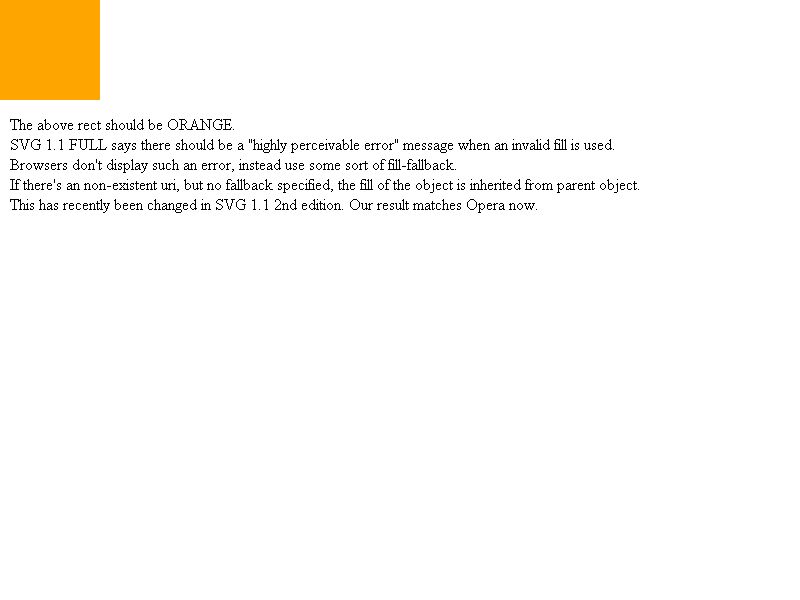 The above rect should be ORANGE.
SVG 1.1 FULL says there should be a "highly perceivable error" message when an invalid fill is used.
Browsers don't display such an error, instead use some sort of fill-fallback.
If there's an non-existent uri, but no fallback specified, the fill of the object is inherited from parent object.
This has recently been changed in SVG 1.1 2nd edition. Our result matches Opera now.